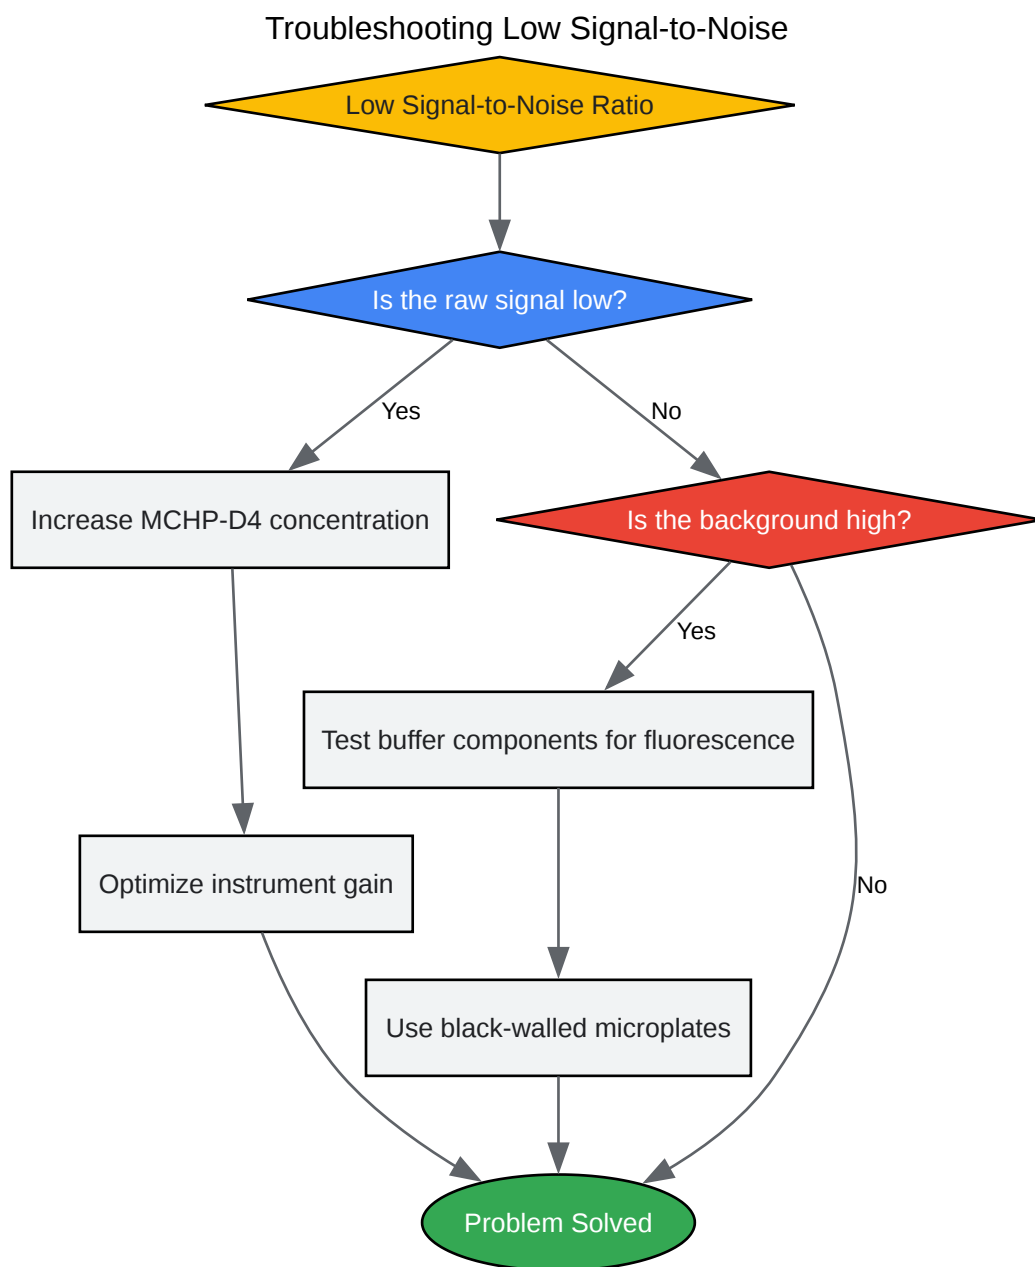 Troubleshooting Low Signal-to-Noise
Low Signal-to-Noise Ratio
Is the raw signal low?
Yes
No
Increase MCHP-D4 concentration
Is the background high?
Yes
Test buffer components for fluorescence
Optimize instrument gain
No
Use black-walled microplates
Problem Solved